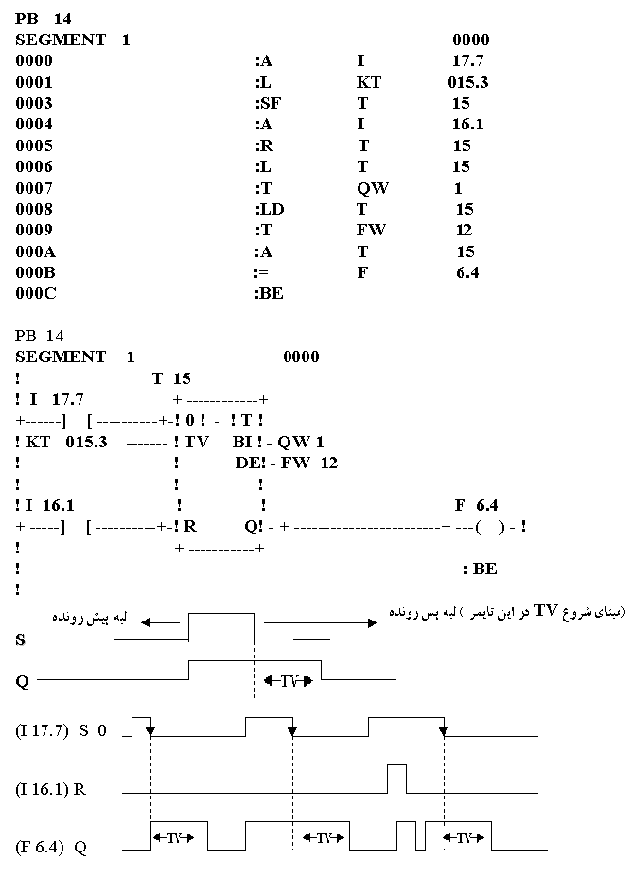 PB 14
SEGMENT 1 0000
0000 :A I 17.7
0001 :L KT 015.3
0003 :SF T 15
0004 :A I 16.1
0005 :R T 15
0006 :L T 15
0007 :T QW 1
0008 :LD T 15
0009 :T FW 12
000A :A T 15
000B := F 6.4
000C :BE
PB 14
SEGMENT 1 0000
! T 15
! I 17.7 + ------------+
+------] [ ----------+-! 0 ! - ! T !
! KT 015.3 ------- ! TV BI ! - QW 1
! ! DE! - FW 12
! ! !
! I 16.1 ! ! F 6.4
+ -----] [ ----------+-! R Q! - + -------------------------- ---( ) - !
! + -----------+
! : BE
!
لبه پیش رونده
(مبنای شروع TV در این تایمر ) لبه پس رونده
S
Q TV
(I 17.7) S 0
(I 16.1) R
(F 6.4) Q TV TV TV